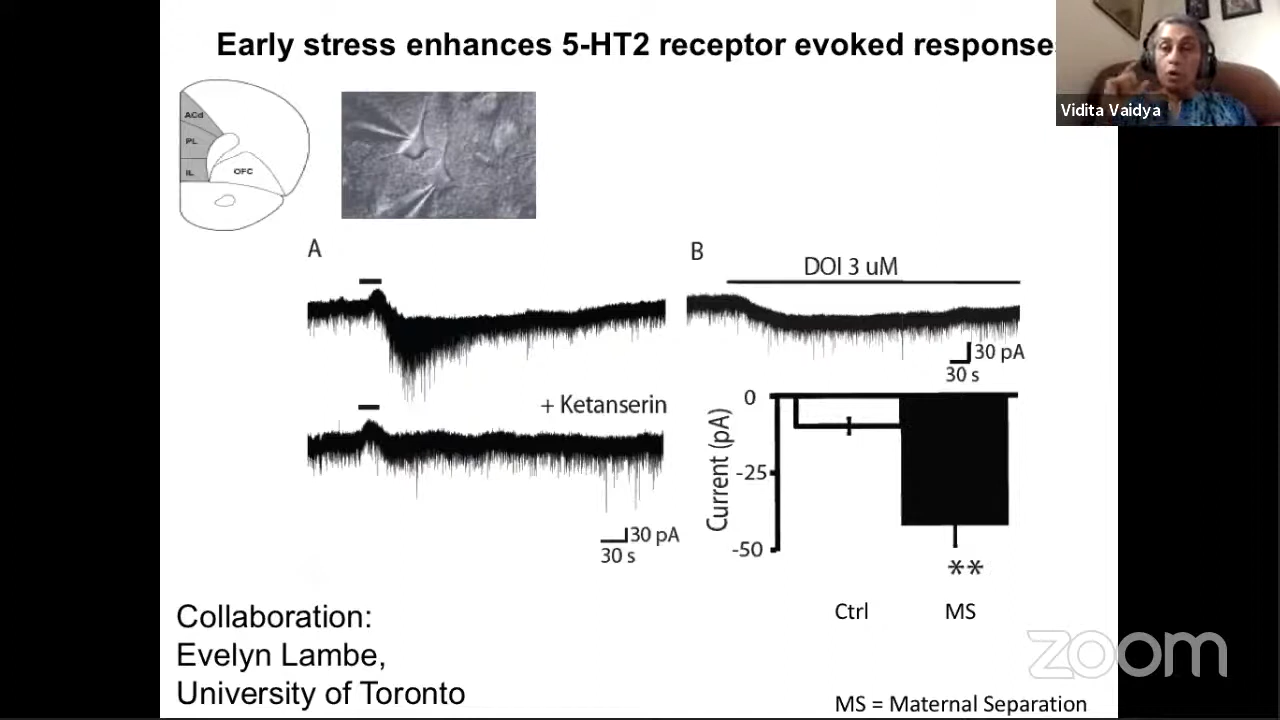 Early stress enhances 5-HT2 receptor evoked response
Vidita Vaidya
ACd
PL
IL
OFC
A
B
DOI 3 uM
30 pA
30 s
+ Ketanserin
30 pA
30 s
Current (pA)
0
-25
-50
**
Ctrl
MS
Collaboration:
Evelyn Lambe,
University of Toronto
MS = Maternal Separation
zoom